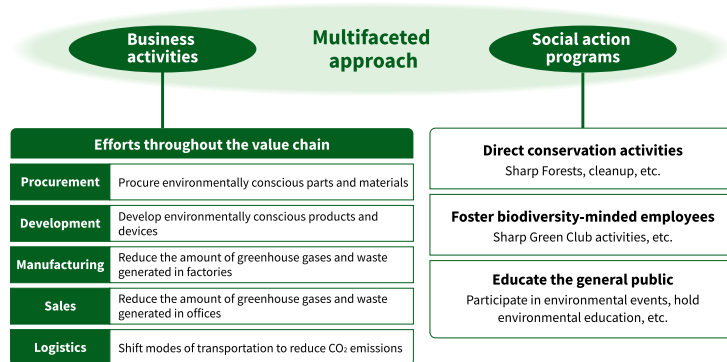 Business
activities
Multifaceted
approach
Social action
programs
Efforts throughout the value chain
Procurement
Procure environmentally conscious parts and materials
Development
Develop environmentally conscious products and
devices
Manufacturing
Reduce the amount of greenhouse gases and waste
generated in factories
Sales
Reduce the amount of greenhouse gases and waste
generated in offices
Logistics
Shift modes of transportation to reduce CO₂ emissions
Direct conservation activities
Sharp Forests, cleanup, etc.
Foster biodiversity-minded employees
Sharp Green Club activities, etc.
Educate the general public
Participate in environmental events, hold
environmental education, etc.